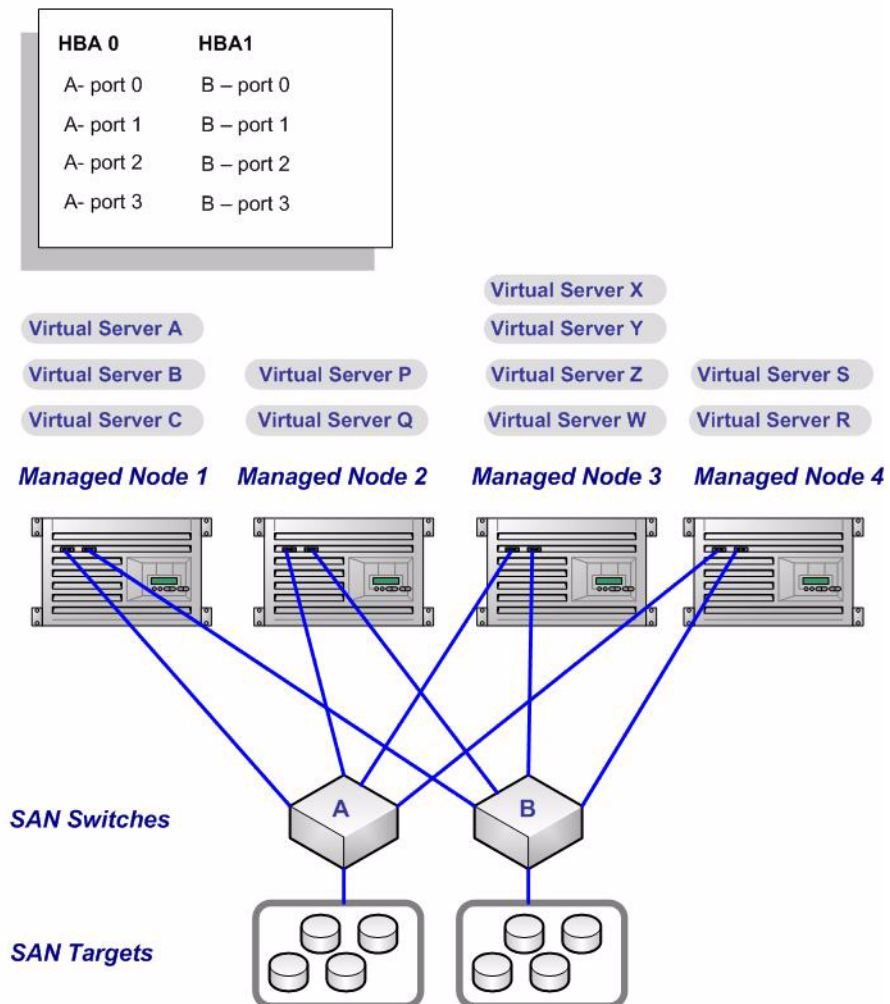 HBA 0 HBA1
A- port 0 B – port 0
A- port 1 B – port 1
A- port 2 B – port 2
A- port 3 B – port 3
Virtual Server X
Virtual Server A Virtual Server Y
Virtual Server B Virtual Server P Virtual Server Z Virtual Server S
Virtual Server C Virtual Server Q Virtual Server W Virtual Server R
Managed Node 1 Managed Node 2 Managed Node 3 Managed Node 4
SAN Switches A B
SAN Targets